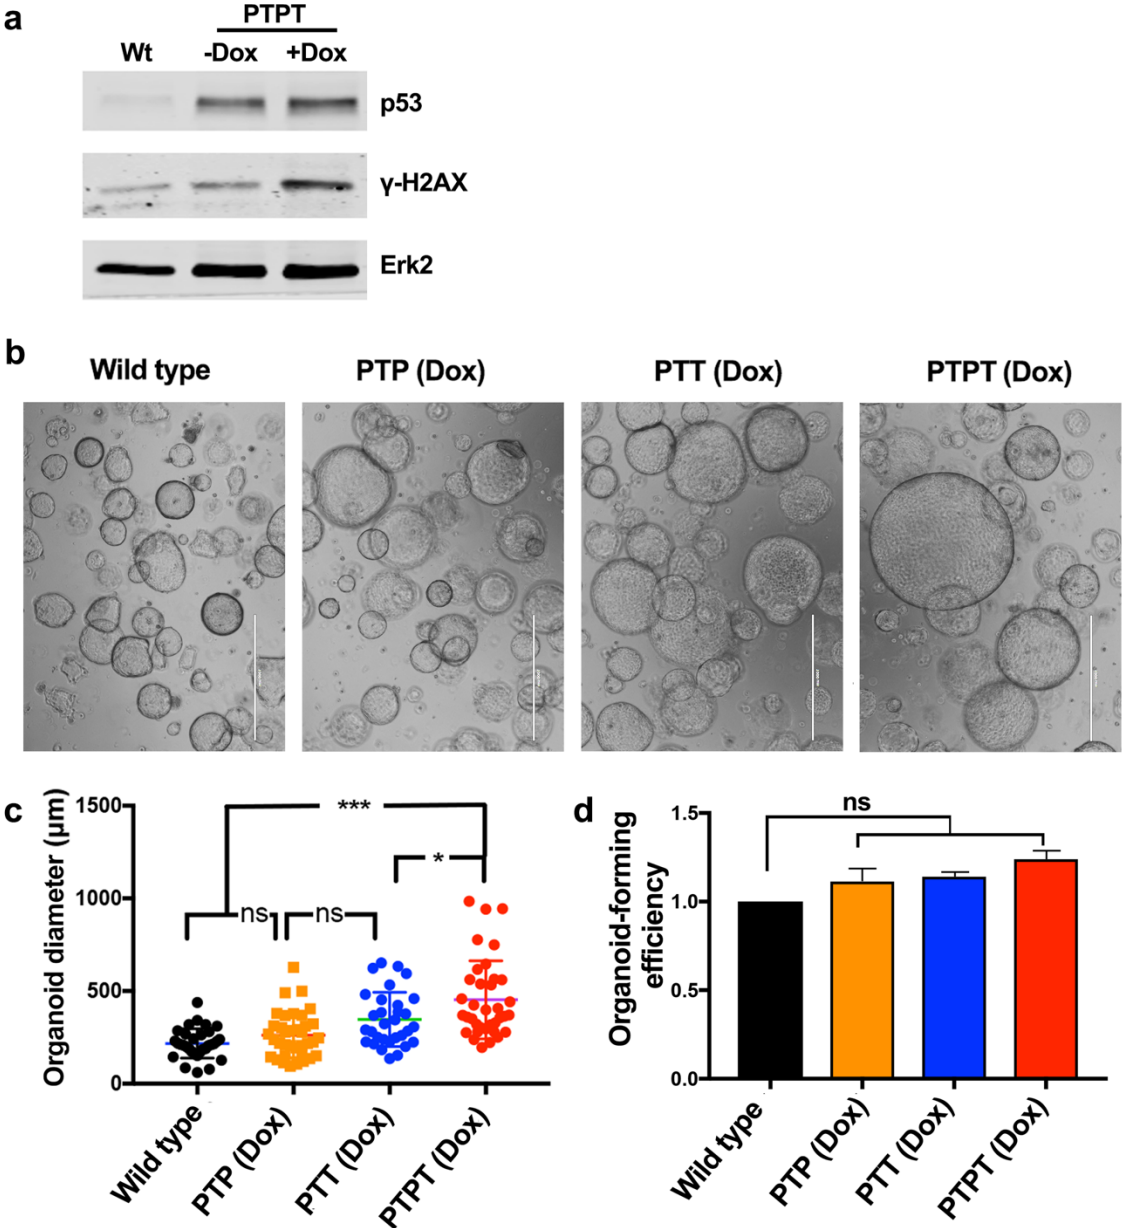 a
PTPT
Wt -Dox +Dox
p53
γ-H2AX
Erk2
b
Wild type PTP (Dox) PTT (Dox) PTPT (Dox)
c
Organoid diameter (μm)
1500
1000
500
0
***
*
ns ns
Wild type
PTP (Dox)
PTT (Dox)
PTPT (Dox)
d
Organoid-forming
efficiency
1.5
1.0
0.5
0.0
ns
Wild type
PTP (Dox)
PTT (Dox)
PTPT (Dox)